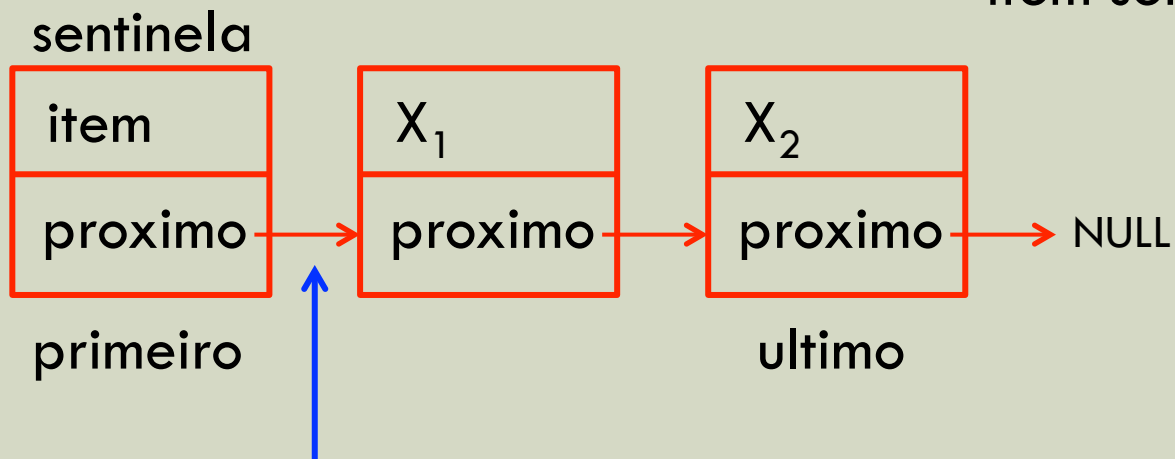 sentinela
item X₁ X₂
proximo proximo proximo NULL
primeiro ultimo